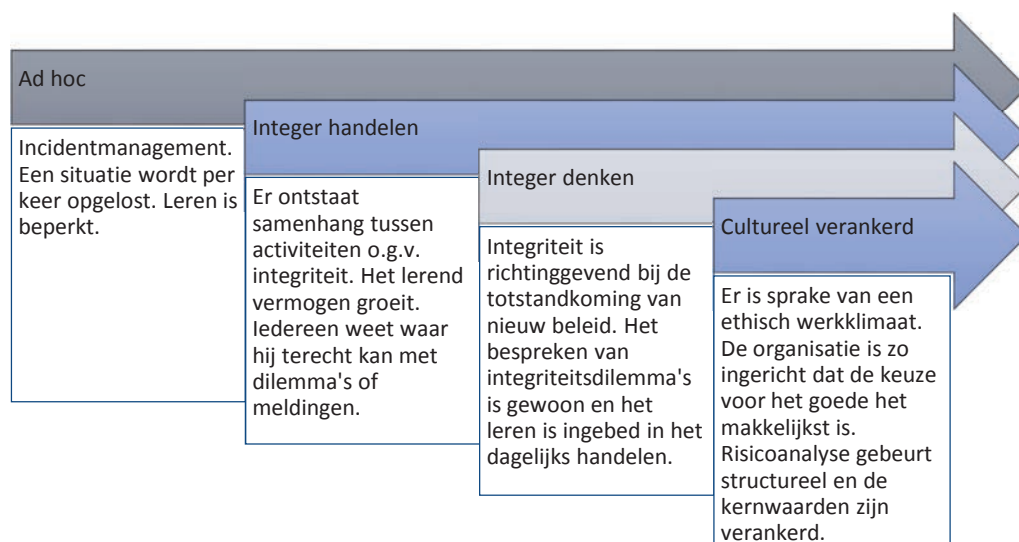 Ad hoc
Incidentmanagement.
Een situatie wordt per
keer opgelost. Leren is
beperkt.
Integer handelen
Er ontstaat
samenhang tussen
activiteiten o.g.v.
integriteit. Het lerend
vermogen groeit.
Iedereen weet waar
hij terecht kan met
dilemma's of
meldingen.
Integer denken
Integriteit is
richtinggevend bij de
totstandkoming van
nieuw beleid. Het
bespreken van
integriteitsdilemma's
is gewoon en het
leren is ingebed in het
dagelijks handelen.
Cultureel verankerd
Er is sprake van een
ethisch werkklimaat.
De organisatie is zo
ingericht dat de keuze
voor het goede het
makkelijkst is.
Risicoanalyse gebeurt
structureel en de
kernwaarden zijn
verankerd.